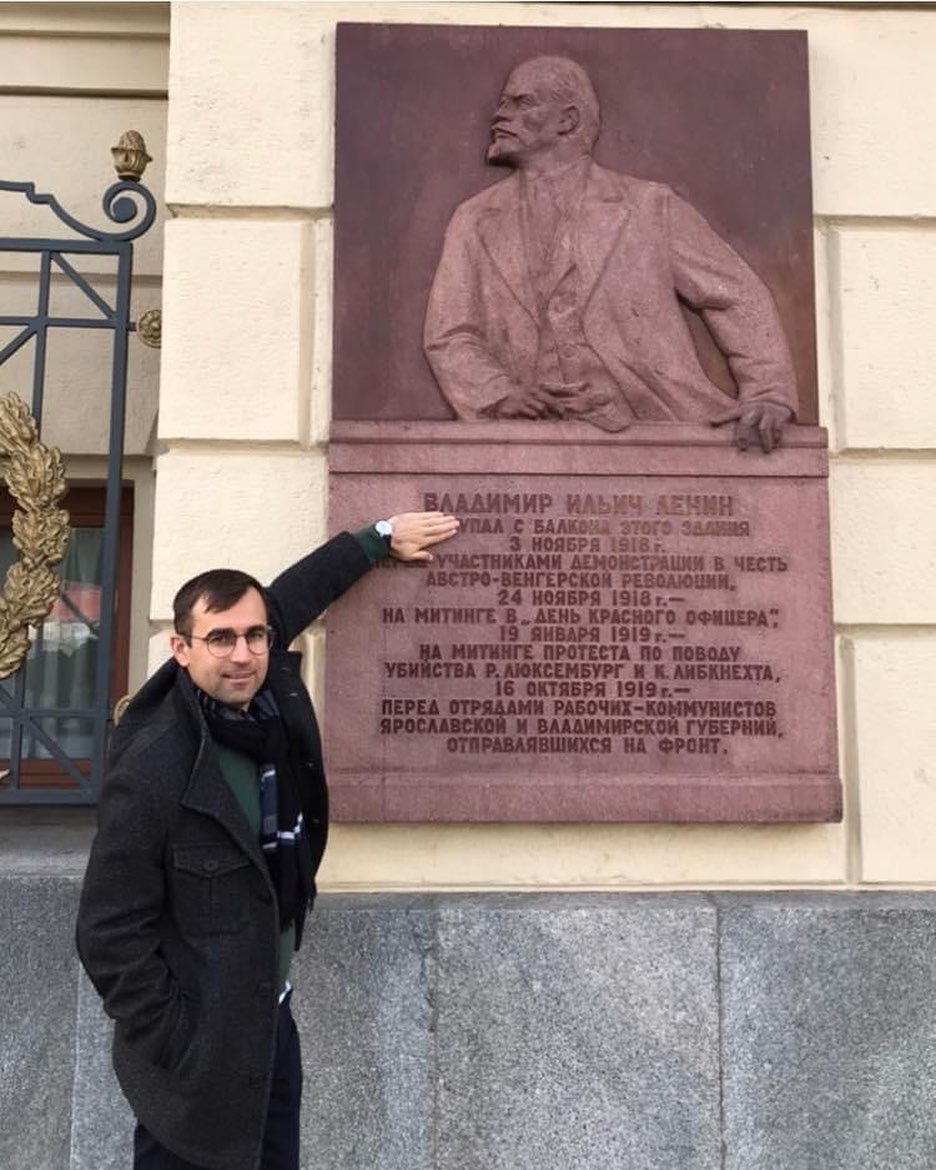 ВЛАДИМИР ИЛЬИЧ ЛЕНИН
С БАЛКОНА ЭТОГО ЗДАНИЯ
3 НОЯБРЯ 1918 г.
УЧАСТНИКАМИ ДЕМОНСТРАЦИИ В ЧЕСТЬ
АВСТРО-ВЕНГЕРСКОЙ РЕВОЛЮЦИИ,
24 НОЯБРЯ 1918 г.—
НА МИТИНГЕ В „ДЕНЬ КРАСНОГО ОФИЦЕРА”,
19 ЯНВАРЯ 1919 г.—
НА МИТИНГЕ ПРОТЕСТА ПО ПОВОДУ
УБИЙСТВА Р. ЛЮКСЕМБУРГ И К. ЛИБКНЕХТА,
16 ОКТЯБРЯ 1919 г.—
ПЕРЕД ОТРЯДАМИ РАБОЧИХ-КОММУНИСТОВ
ЯРОСЛАВСКОЙ И ВЛАДИМИРСКОЙ ГУБЕРНИЙ,
ОТПРАВЛЯВШИХСЯ НА ФРОНТ.